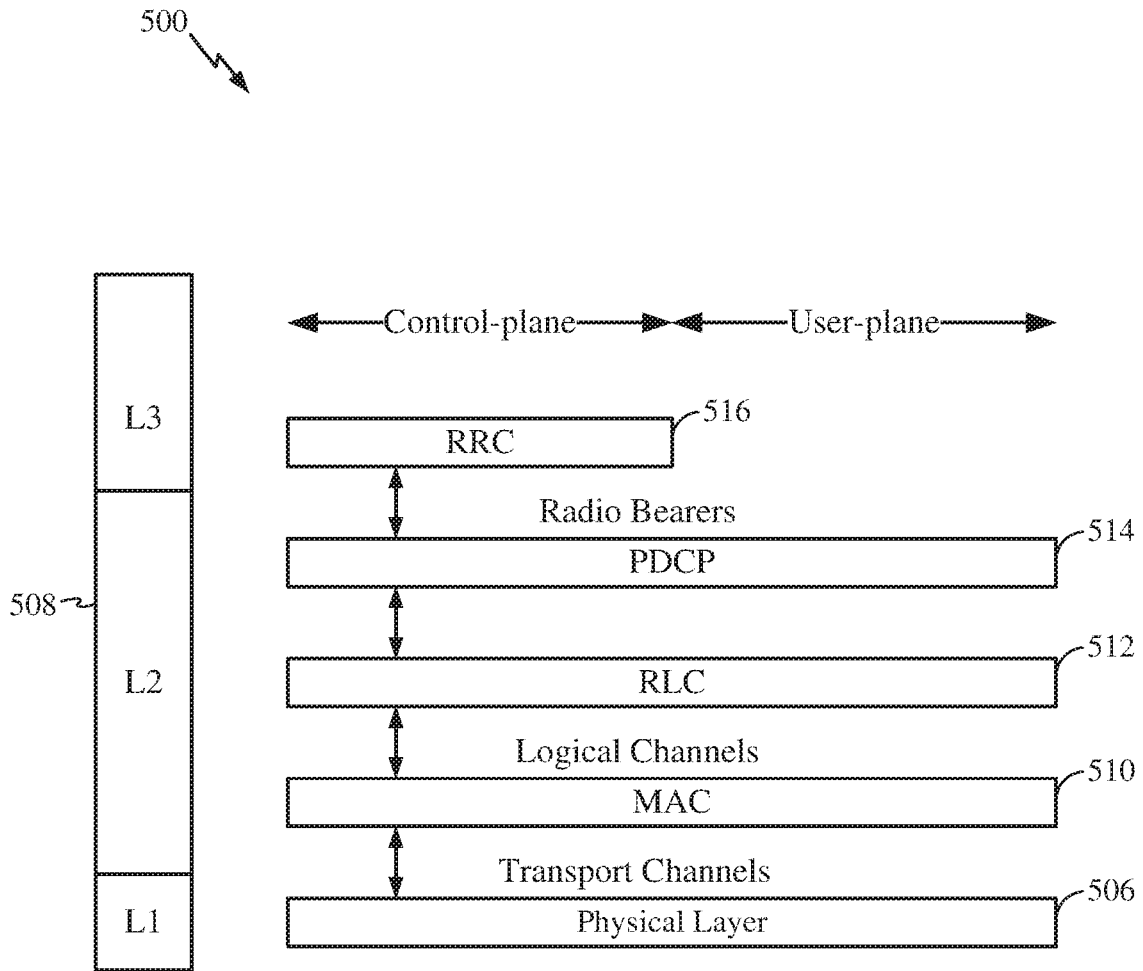 500
Control-plane
User-plane
L3
RRC
516
Radio Bearers
514
PDCP
508
L2
512
RLC
Logical Channels
510
MAC
Transport Channels
506
L1
Physical Layer